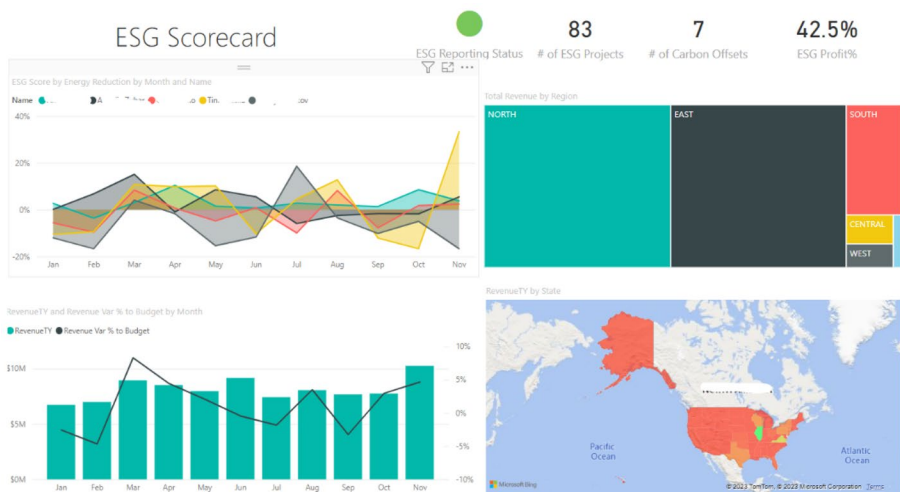 ESG Scorecard
83
7
42.5%
ESG Reporting Status
# of ESG Projects
# of Carbon Offsets
ESG Profit%
ESG Score by Energy Reduction by Month and Name
Name
40%
20%
0%
-20%
Jan Feb Mar Apr May Jun Jul Aug Sep Oct Nov
Total Revenue by Region
NORTH
EAST
SOUTH
CENTRAL
WEST
RevenueTY and Revenue Var % to Budget by Month
RevenueTY Revenue Var % to Budget
$10M
$5M
$0M
10%
5%
0%
-5%
-10%
Jan Feb Mar Apr May Jun Jul Aug Sep Oct Nov
RevenueTY by State
Pacific
Ocean
Atlantic
Ocean
Microsoft Bing
© 2023 TomTom, © 2023 Microsoft Corporation Terms